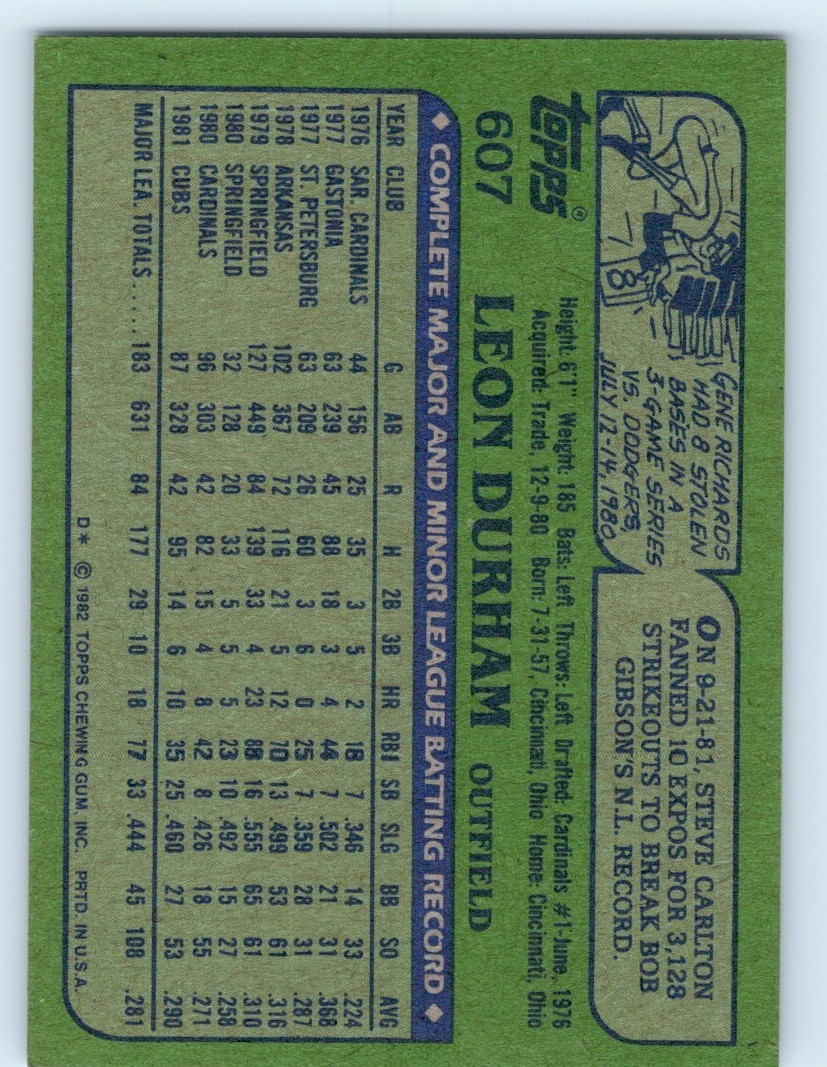 GENE RICHARDS
HAD 8 STOLEN
BASES IN A
3-GAME SERIES
VS. DODGERS,
JULY 12-14, 1980
8
ON 9-21-81, STEVE CARLTON
FANNED 10 EXPOS FOR 3,128
STRIKEOUTS TO BREAK BOB
GIBSON'S N.L. RECORD.
Topps®
607 LEON DURHAM OUTFIELD
Height: 6'1" Weight: 185 Bats: Left Throws: Left Drafted: Cardinals #1-June, 1976
Acquired: Trade, 12-9-80 Born: 7-31-57, Cincinnati, Ohio Home: Cincinnati, Ohio
◆ COMPLETE MAJOR AND MINOR LEAGUE BATTING RECORD ◆
YEAR CLUB G AB R H 2B 3B HR RBI SB SLG BB SO AVG
1976 SAR. CARDINALS 44 156 25 35 3 5 2 18 7 .346 14 33 .224
1977 GASTONIA 63 239 45 88 18 3 4 44 7 .502 21 31 .368
1977 ST. PETERSBURG 63 209 26 60 3 6 0 25 7 .359 28 31 .287
1978 ARKANSAS 102 367 72 116 21 5 12 70 13 .499 53 61 .316
1979 SPRINGFIELD 127 449 84 139 33 4 23 88 16 .555 65 61 .310
1980 SPRINGFIELD 32 128 20 33 5 5 5 23 10 .492 15 27 .258
1980 CARDINALS 96 303 42 82 15 4 8 42 8 .426 18 55 .271
1981 CUBS 87 328 42 95 14 6 10 35 25 .460 27 53 .290
MAJOR LEA. TOTALS..... 183 631 84 177 29 10 18 77 33 .444 45 108 .281
D* © 1982 TOPPS CHEWING GUM, INC. PRTD. IN U.S.A.